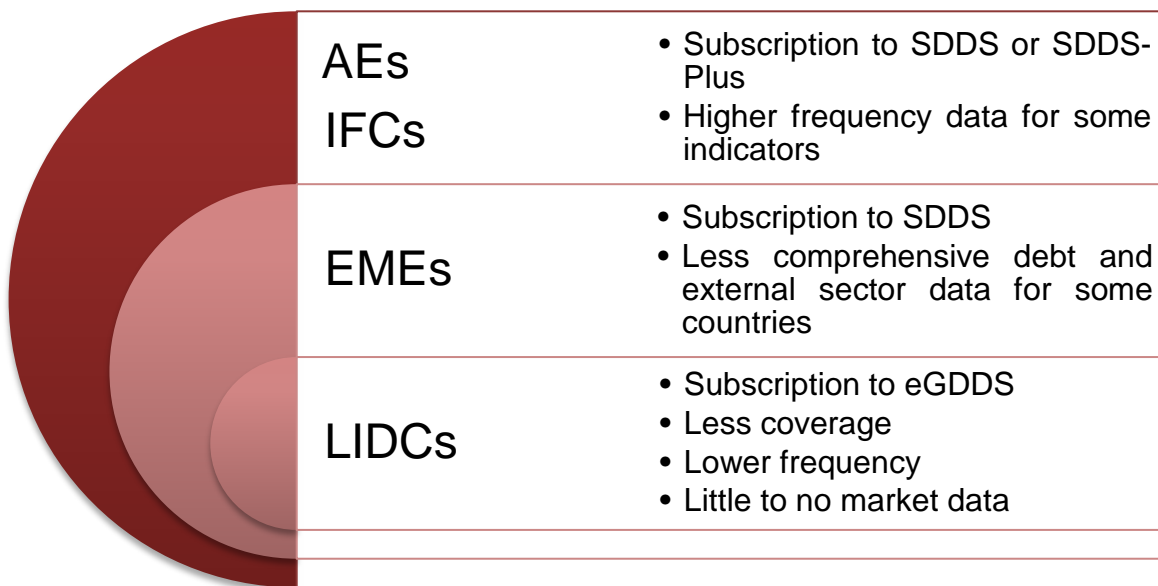 AEs
IFCs
• Subscription to SDDS or SDDS-
Plus
• Higher frequency data for some
indicators
EMEs
• Subscription to SDDS
• Less comprehensive debt and
external sector data for some
countries
LIDCs
• Subscription to eGDDS
• Less coverage
• Lower frequency
• Little to no market data